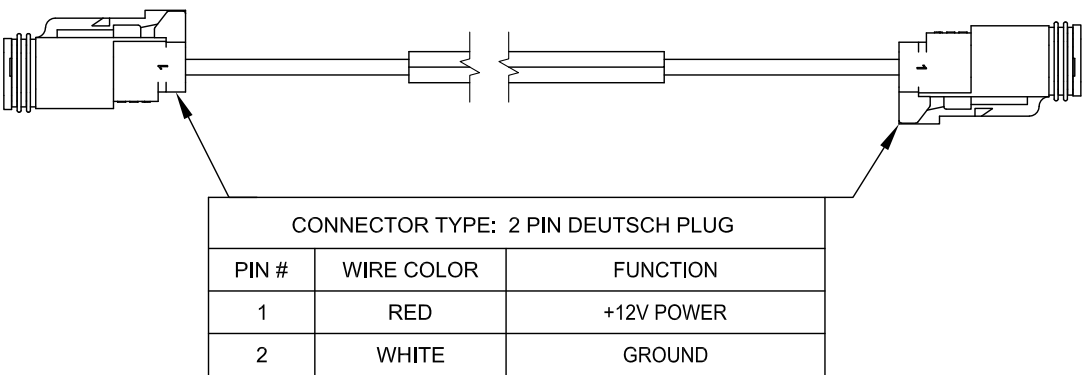 1 1
CONNECTOR TYPE: 2 PIN DEUTSCH PLUG
PIN # WIRE COLOR FUNCTION
1 RED +12V POWER
2 WHITE GROUND